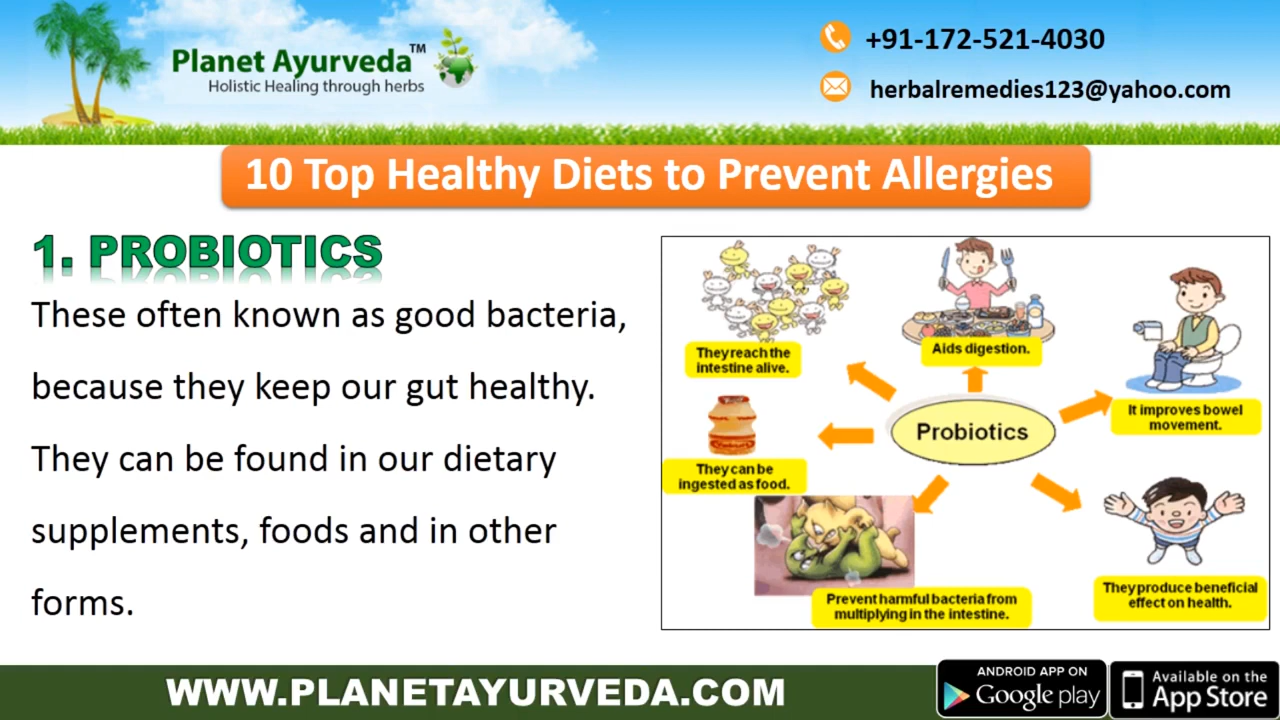 Planet Ayurveda™
Holistic Healing through herbs
+91-172-521-4030
herbalremedies123@yahoo.com
10 Top Healthy Diets to Prevent Allergies
1. PROBIOTICS
These often known as good bacteria,
because they keep our gut healthy.
They can be found in our dietary
supplements, foods and in other
forms.
They reach the
intestine alive.
Aids digestion.
It improves bowel
movement.
Probiotics
They can be
ingested as food.
Prevent harmful bacteria from
multiplying in the intestine.
They produce beneficial
effect on health.
WWW.PLANETAYURVEDA.COM
ANDROID APP ON
Google play
Available on the
App Store